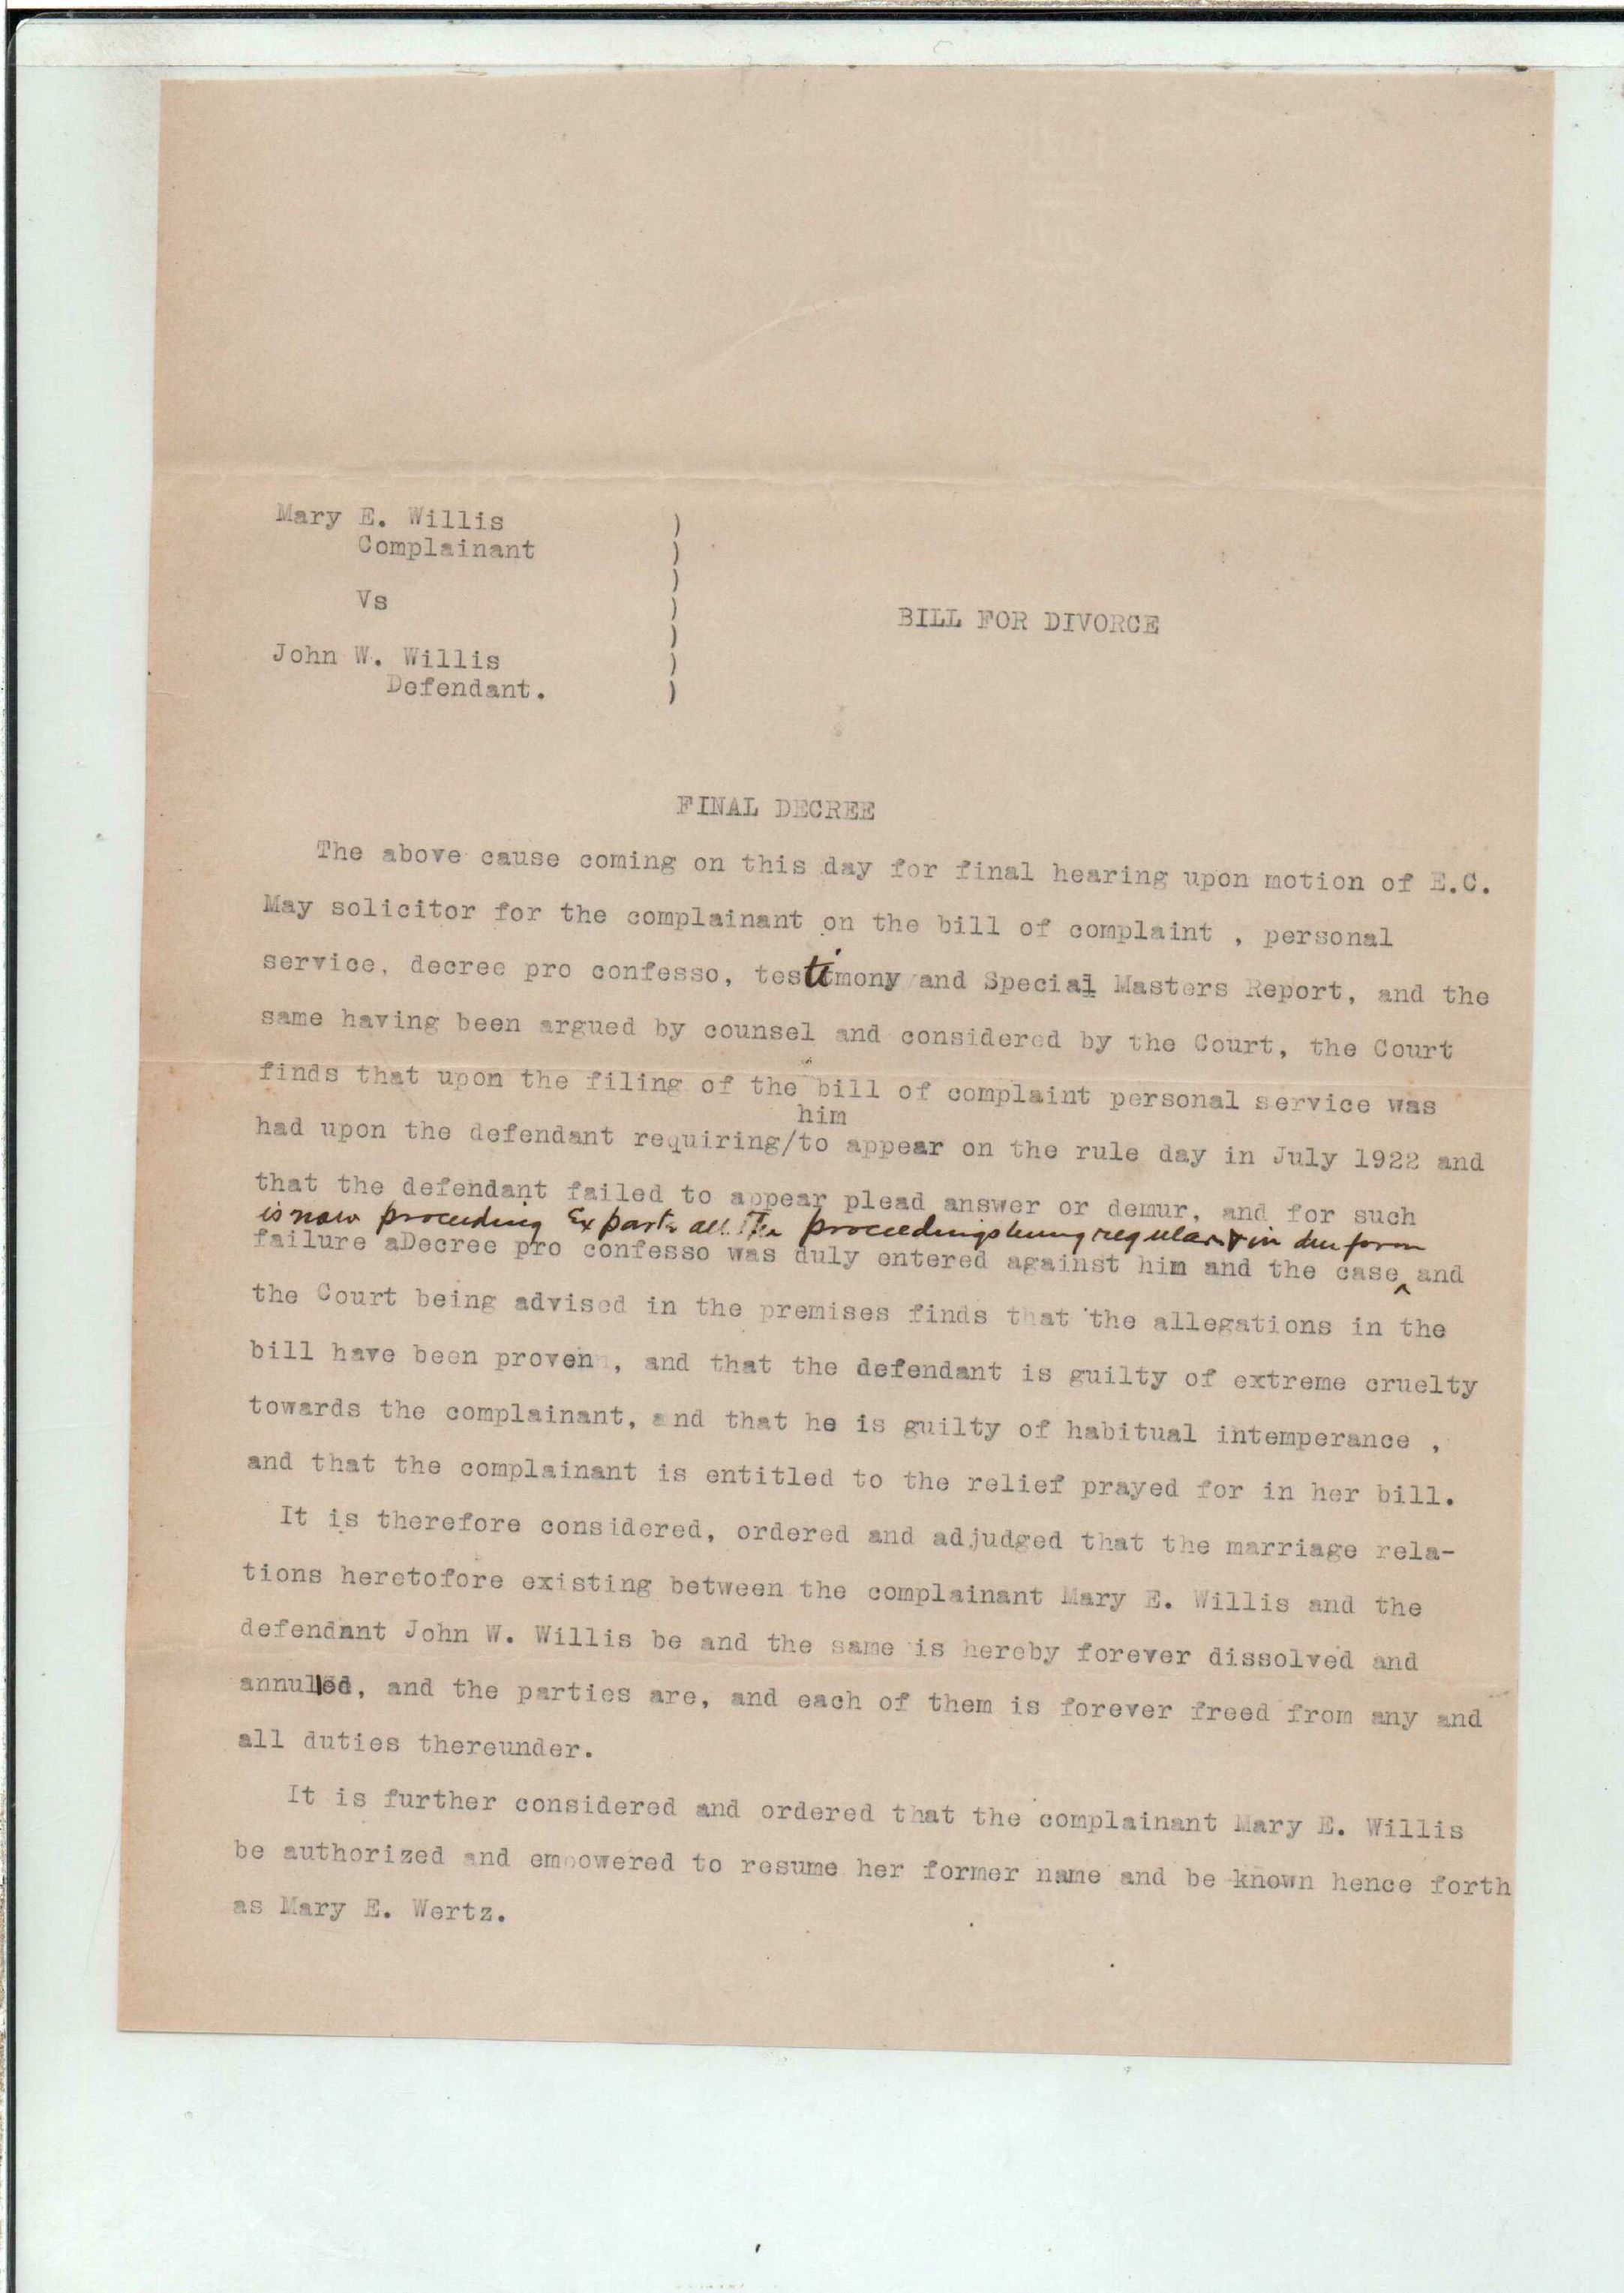 Mary E. Willis )
Complainant )
)
Vs )
BILL FOR DIVORCE
)
John W. Willis )
Defendant. )
FINAL DECREE
The above cause coming on this day for final hearing upon motion of E.C.
May solicitor for the complainant on the bill of complaint , personal
service, decree pro confesso, testimony and Special Masters Report, and the
same having been argued by counsel and considered by the Court, the Court
finds that upon the filing of the bill of complaint personal service was
him
had upon the defendant requiring/to appear on the rule day in July 1922 and
that the defendant failed to appear plead answer or demur, and for such
is now proceeding Ex parte all the proceedings being regular & in due form
failure aDecree pro confesso was duly entered against him and the case ^ and
the Court being advised in the premises finds that the allegations in the
bill have been proven , and that the defendant is guilty of extreme cruelty
towards the complainant, and that he is guilty of habitual intemperance ,
and that the complainant is entitled to the relief prayed for in her bill.
It is therefore considered, ordered and adjudged that the marriage rela-
tions heretofore existing between the complainant Mary E. Willis and the
defendant John W. Willis be and the same is hereby forever dissolved and
annulled, and the parties are, and each of them is forever freed from any and
all duties thereunder.
It is further considered and ordered that the complainant Mary E. Willis
be authorized and empowered to resume her former name and be known hence forth
as Mary E. Wertz.